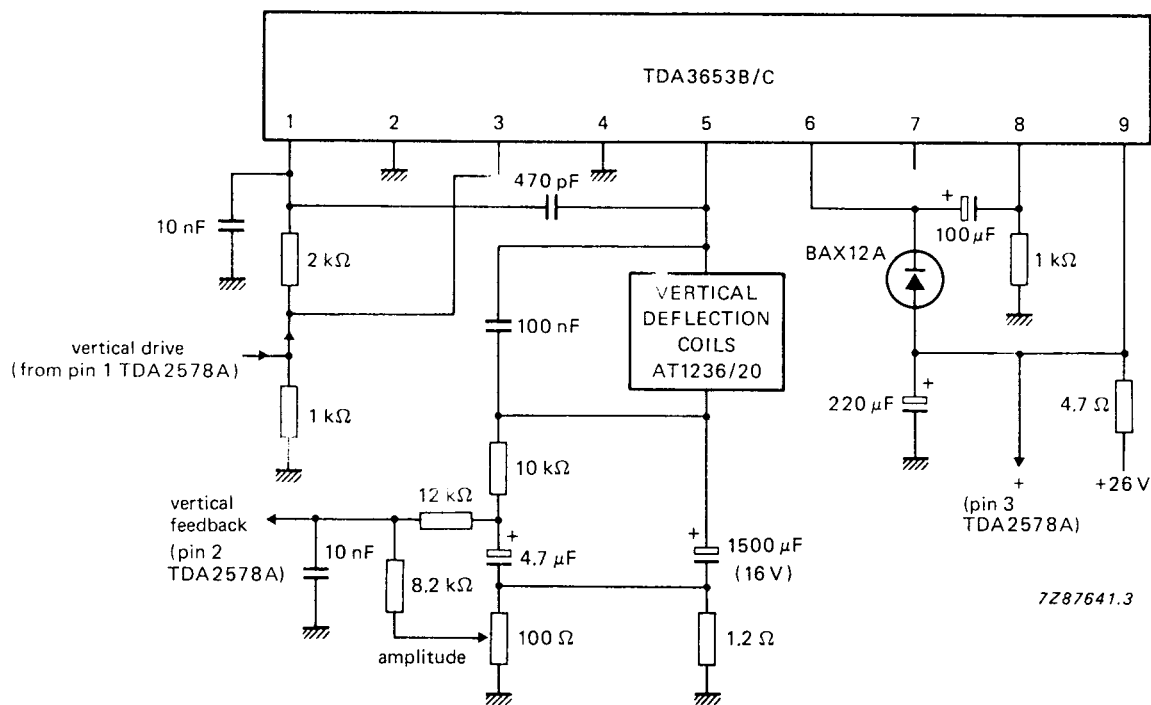 TDA3653B/C
1 2 3 4 5 6 7 8 9
470 pF
+
10 nF
100 µF
BAX12A
2 kΩ
1 kΩ
VERTICAL
DEFLECTION
COILS
AT1236/20
100 nF
vertical drive
(from pin 1 TDA2578A)
+
220 µF
4.7 Ω
1 kΩ
10 kΩ
+
(pin 3
TDA2578A)
+26 V
12 kΩ
vertical
feedback
(pin 2
TDA2578A)
10 nF
+
4.7 µF
+
1500 µF
(16 V)
8.2 kΩ
7Z87641.3
100 Ω
1.2 Ω
amplitude